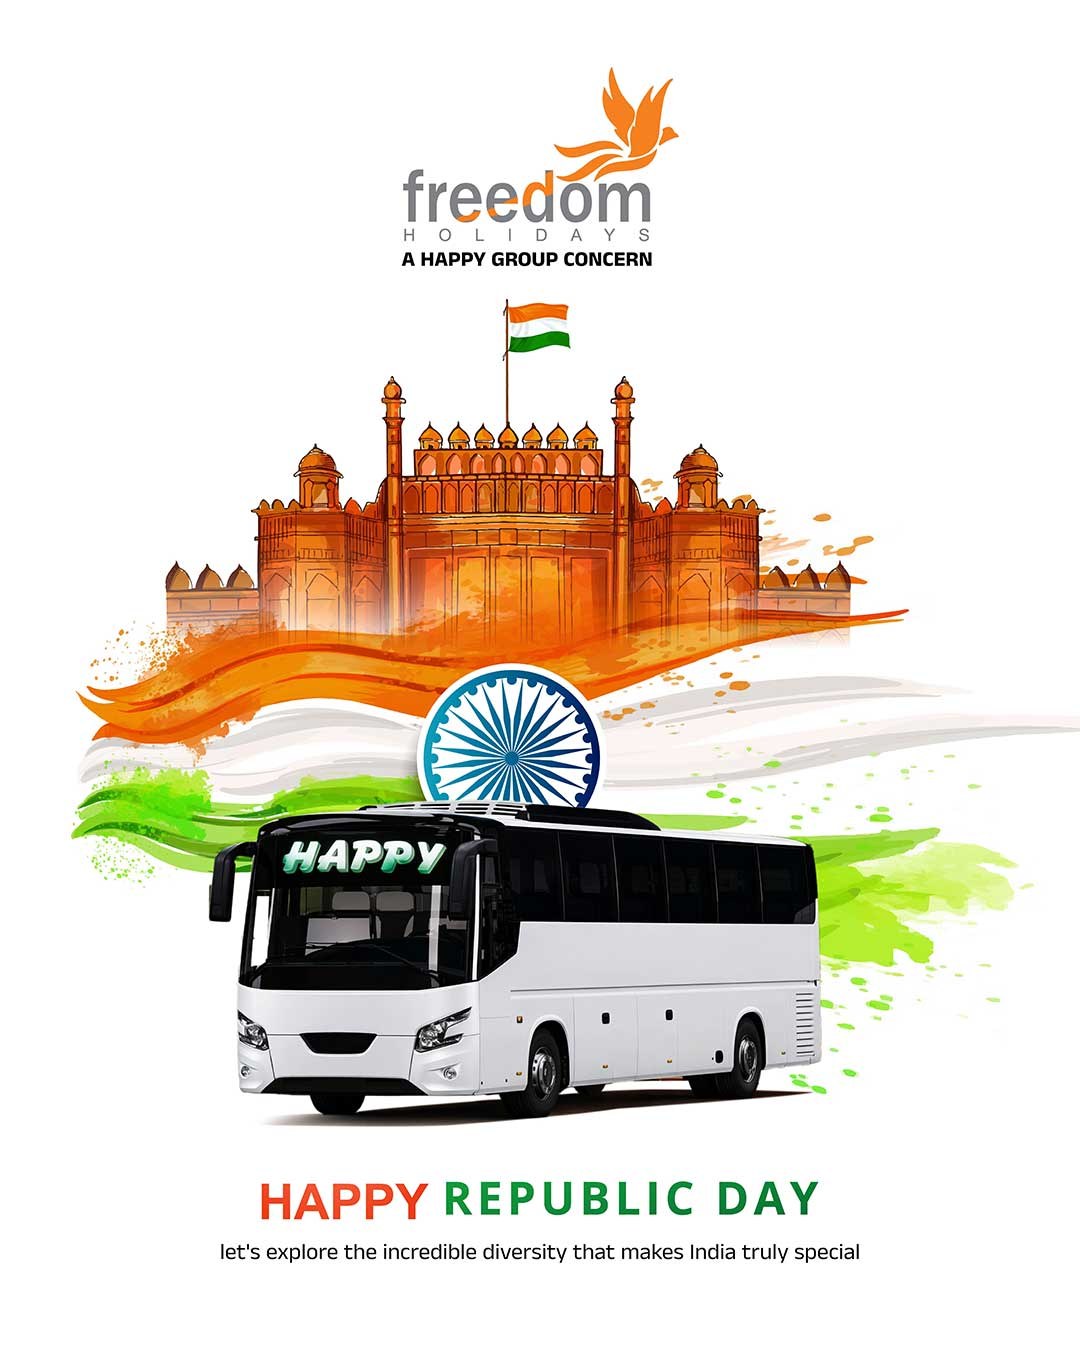 freedom
HOLIDAYS
A HAPPY GROUP CONCERN
HAPPY
HAPPY REPUBLIC DAY
let's explore the incredible diversity that makes India truly special